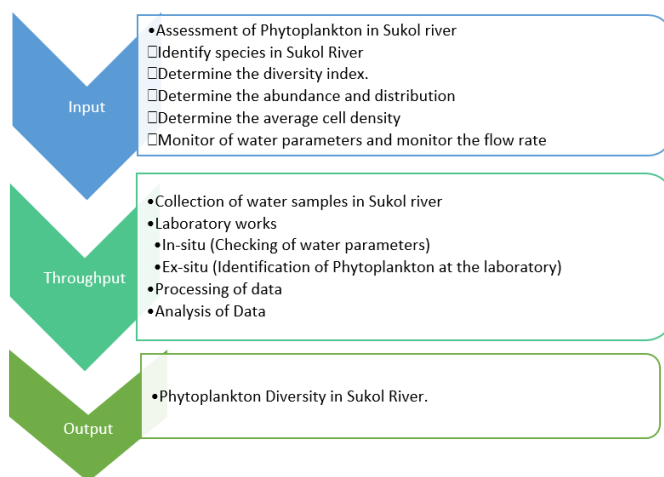 Input
•Assessment of Phytoplankton in Sukol river
□Identify species in Sukol River
□Determine the diversity index.
□Determine the abundance and distribution
□Determine the average cell density
□Monitor of water parameters and monitor the flow rate
Throughput
•Collection of water samples in Sukol river
•Laboratory works
•In-situ (Checking of water parameters)
•Ex-situ (Identification of Phytoplankton at the laboratory)
•Processing of data
•Analysis of Data
Output
•Phytoplankton Diversity in Sukol River.